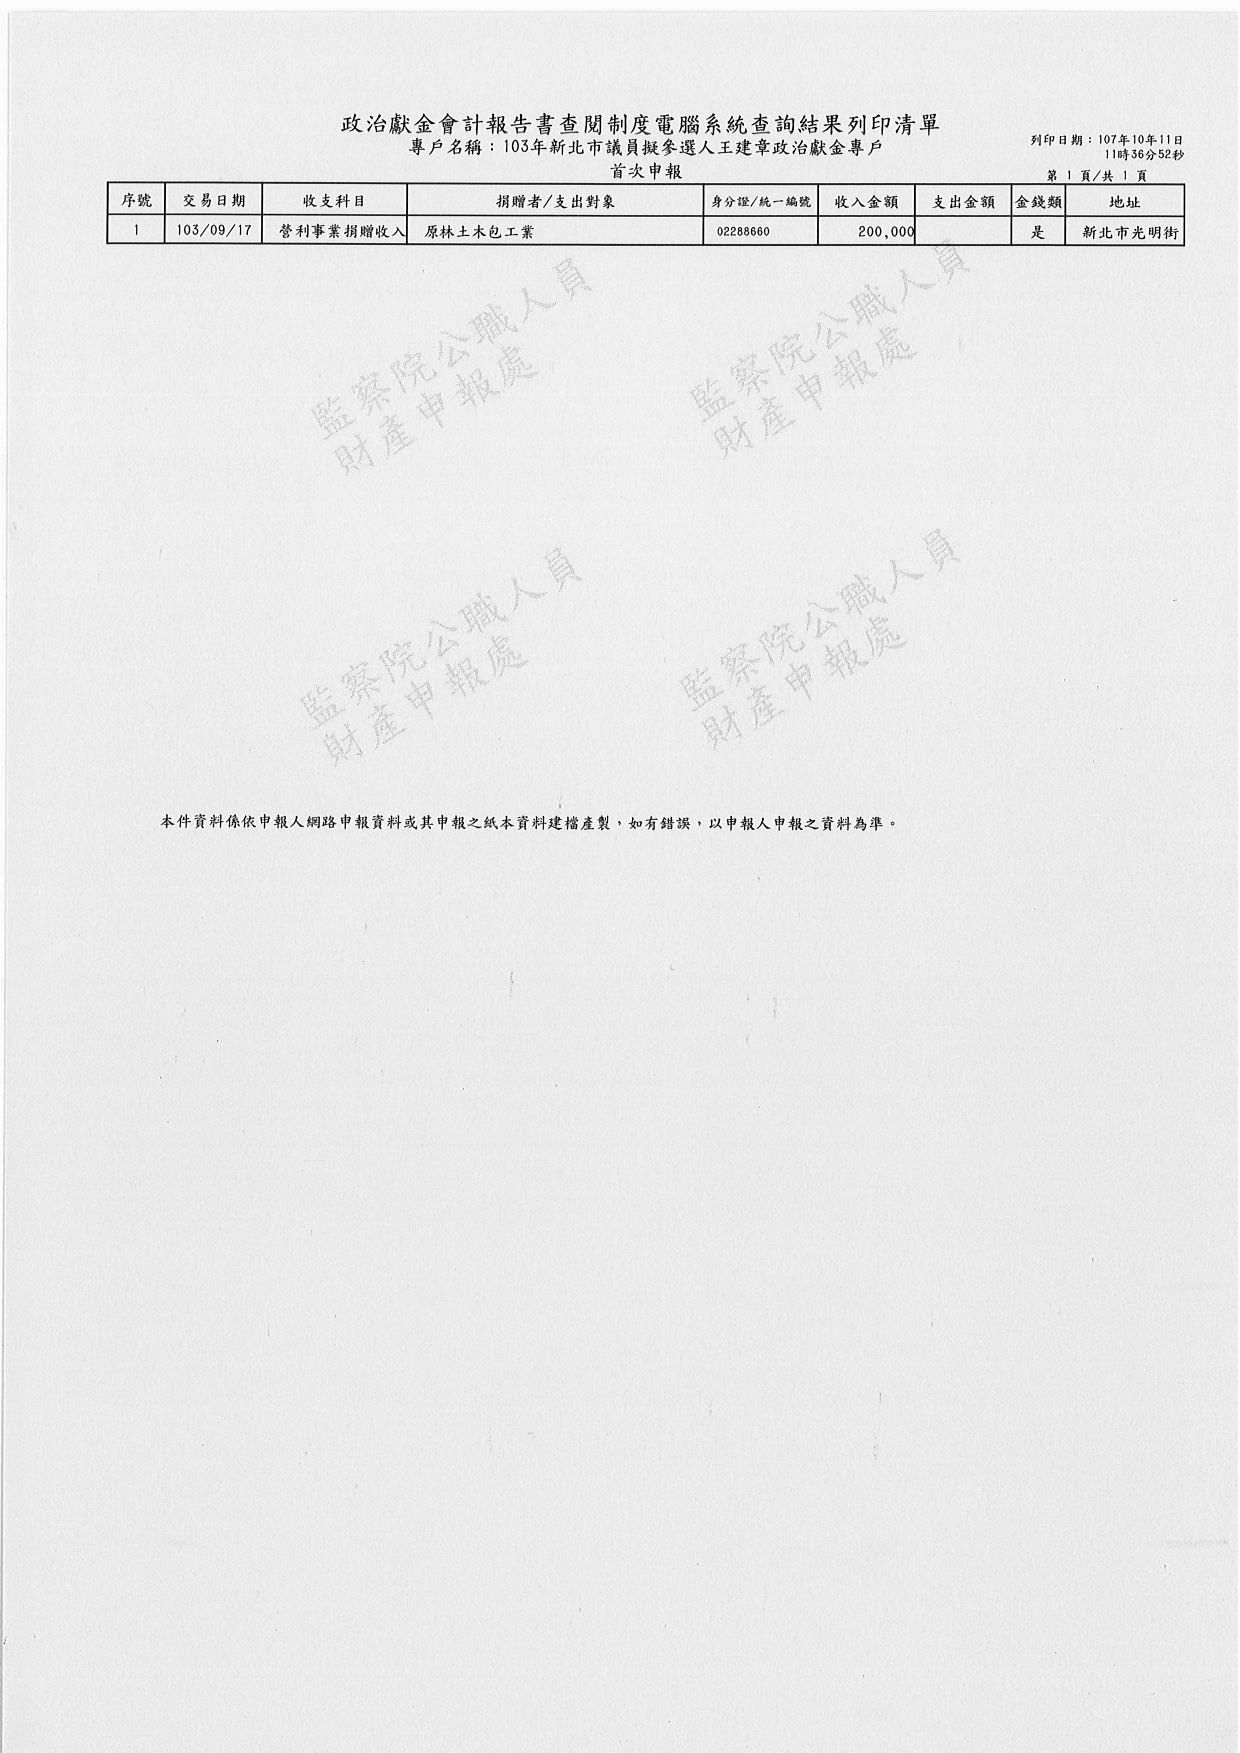 政治獻金會計報告書查閱制度電腦系統查詢結果列印清單
專戶名稱：103年新北市議員擬參選人王建章政治獻金專戶
首次申報
列印日期：107年10年11日
11時36分52秒
第 1 頁/共 1 頁
序號 交易日期 收支科目 捐贈者/支出對象 身分證/統一編號 收入金額 支出金額 金錢類 地址
1 103/09/17 營利事業捐贈收入 原林土木包工業 02288660 200,000 是 新北市光明街
監察院公職人員
財產申報處
監察院公職人員
財產申報處
監察院公職人員
財產申報處
監察院公職人員
財產申報處
本件資料係依申報人網路申報資料或其申報之紙本資料建檔產製，如有錯誤，以申報人申報之資料為準。